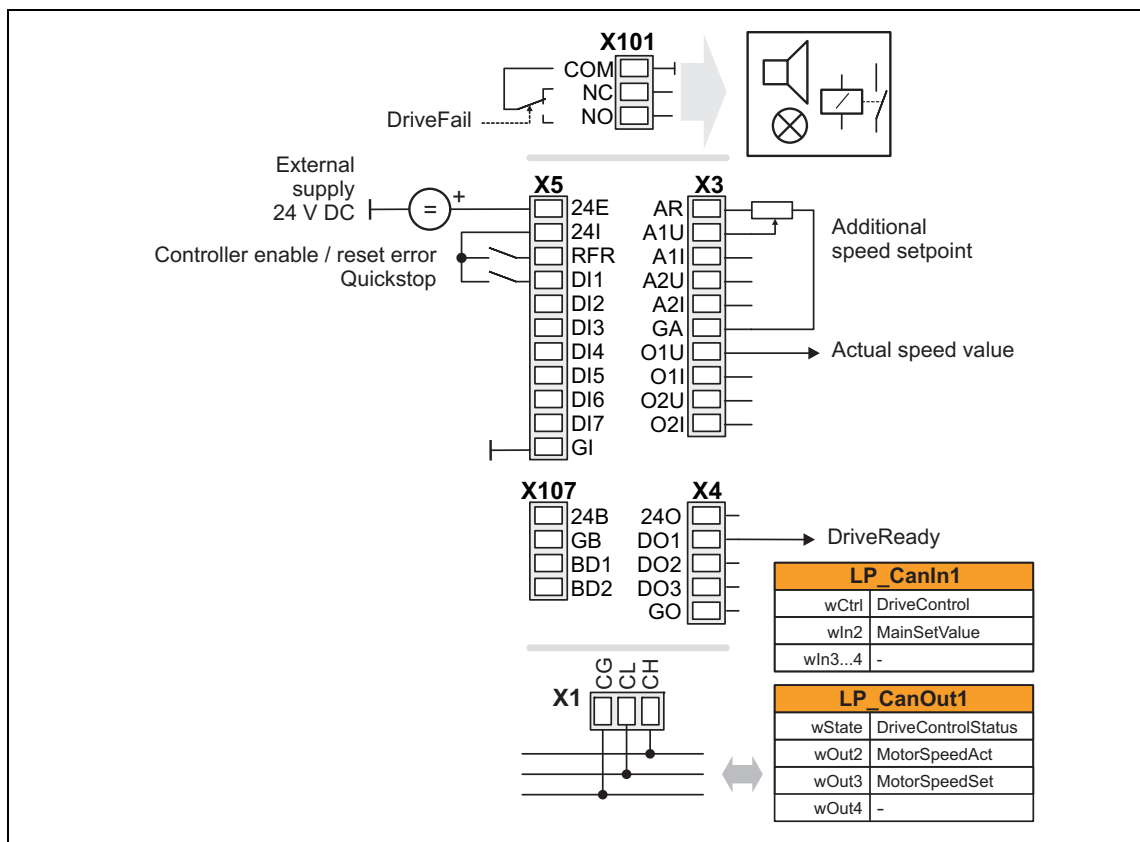 X101
COM
NC
NO
DriveFail
External
supply
24 V DC
=
+
Controller enable / reset error
Quickstop
X5
24E
24I
RFR
DI1
DI2
DI3
DI4
DI5
DI6
DI7
GI
X3
AR
A1U
A1I
A2U
A2I
GA
O1U
O1I
O2U
O2I
Additional
speed setpoint
Actual speed value
X107
24B
GB
BD1
BD2
X4
24O
DO1
DO2
DO3
GO
DriveReady
LP_CanIn1
wCtrl DriveControl
wIn2 MainSetValue
wIn3...4 -
X1
CG
CL
CH
LP_CanOut1
wState DriveControlStatus
wOut2 MotorSpeedAct
wOut3 MotorSpeedSet
wOut4 -